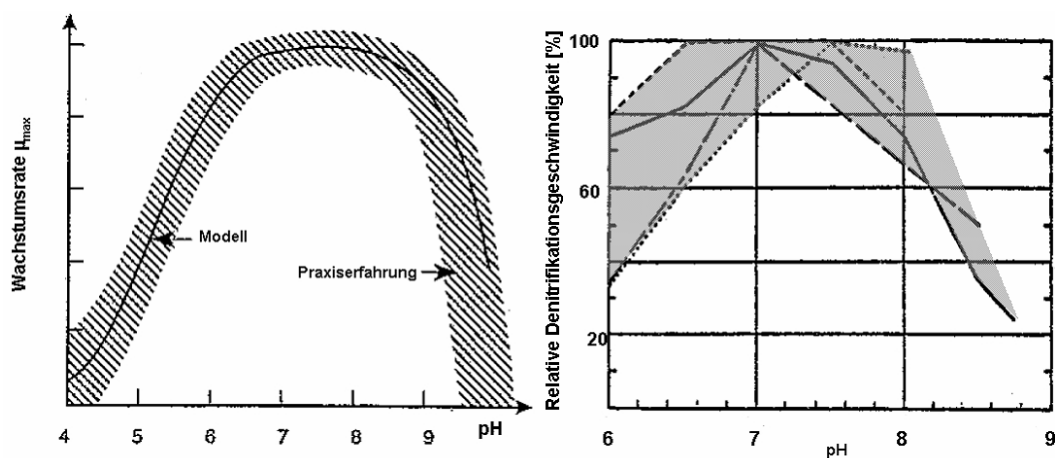 Wachstumsrate µmax
Modell
Praxiserfahrung
4 5 6 7 8 9 pH
Relative Denitrifikationsgeschwindigkeit [%]
100
60
20
6 7 8 9
pH